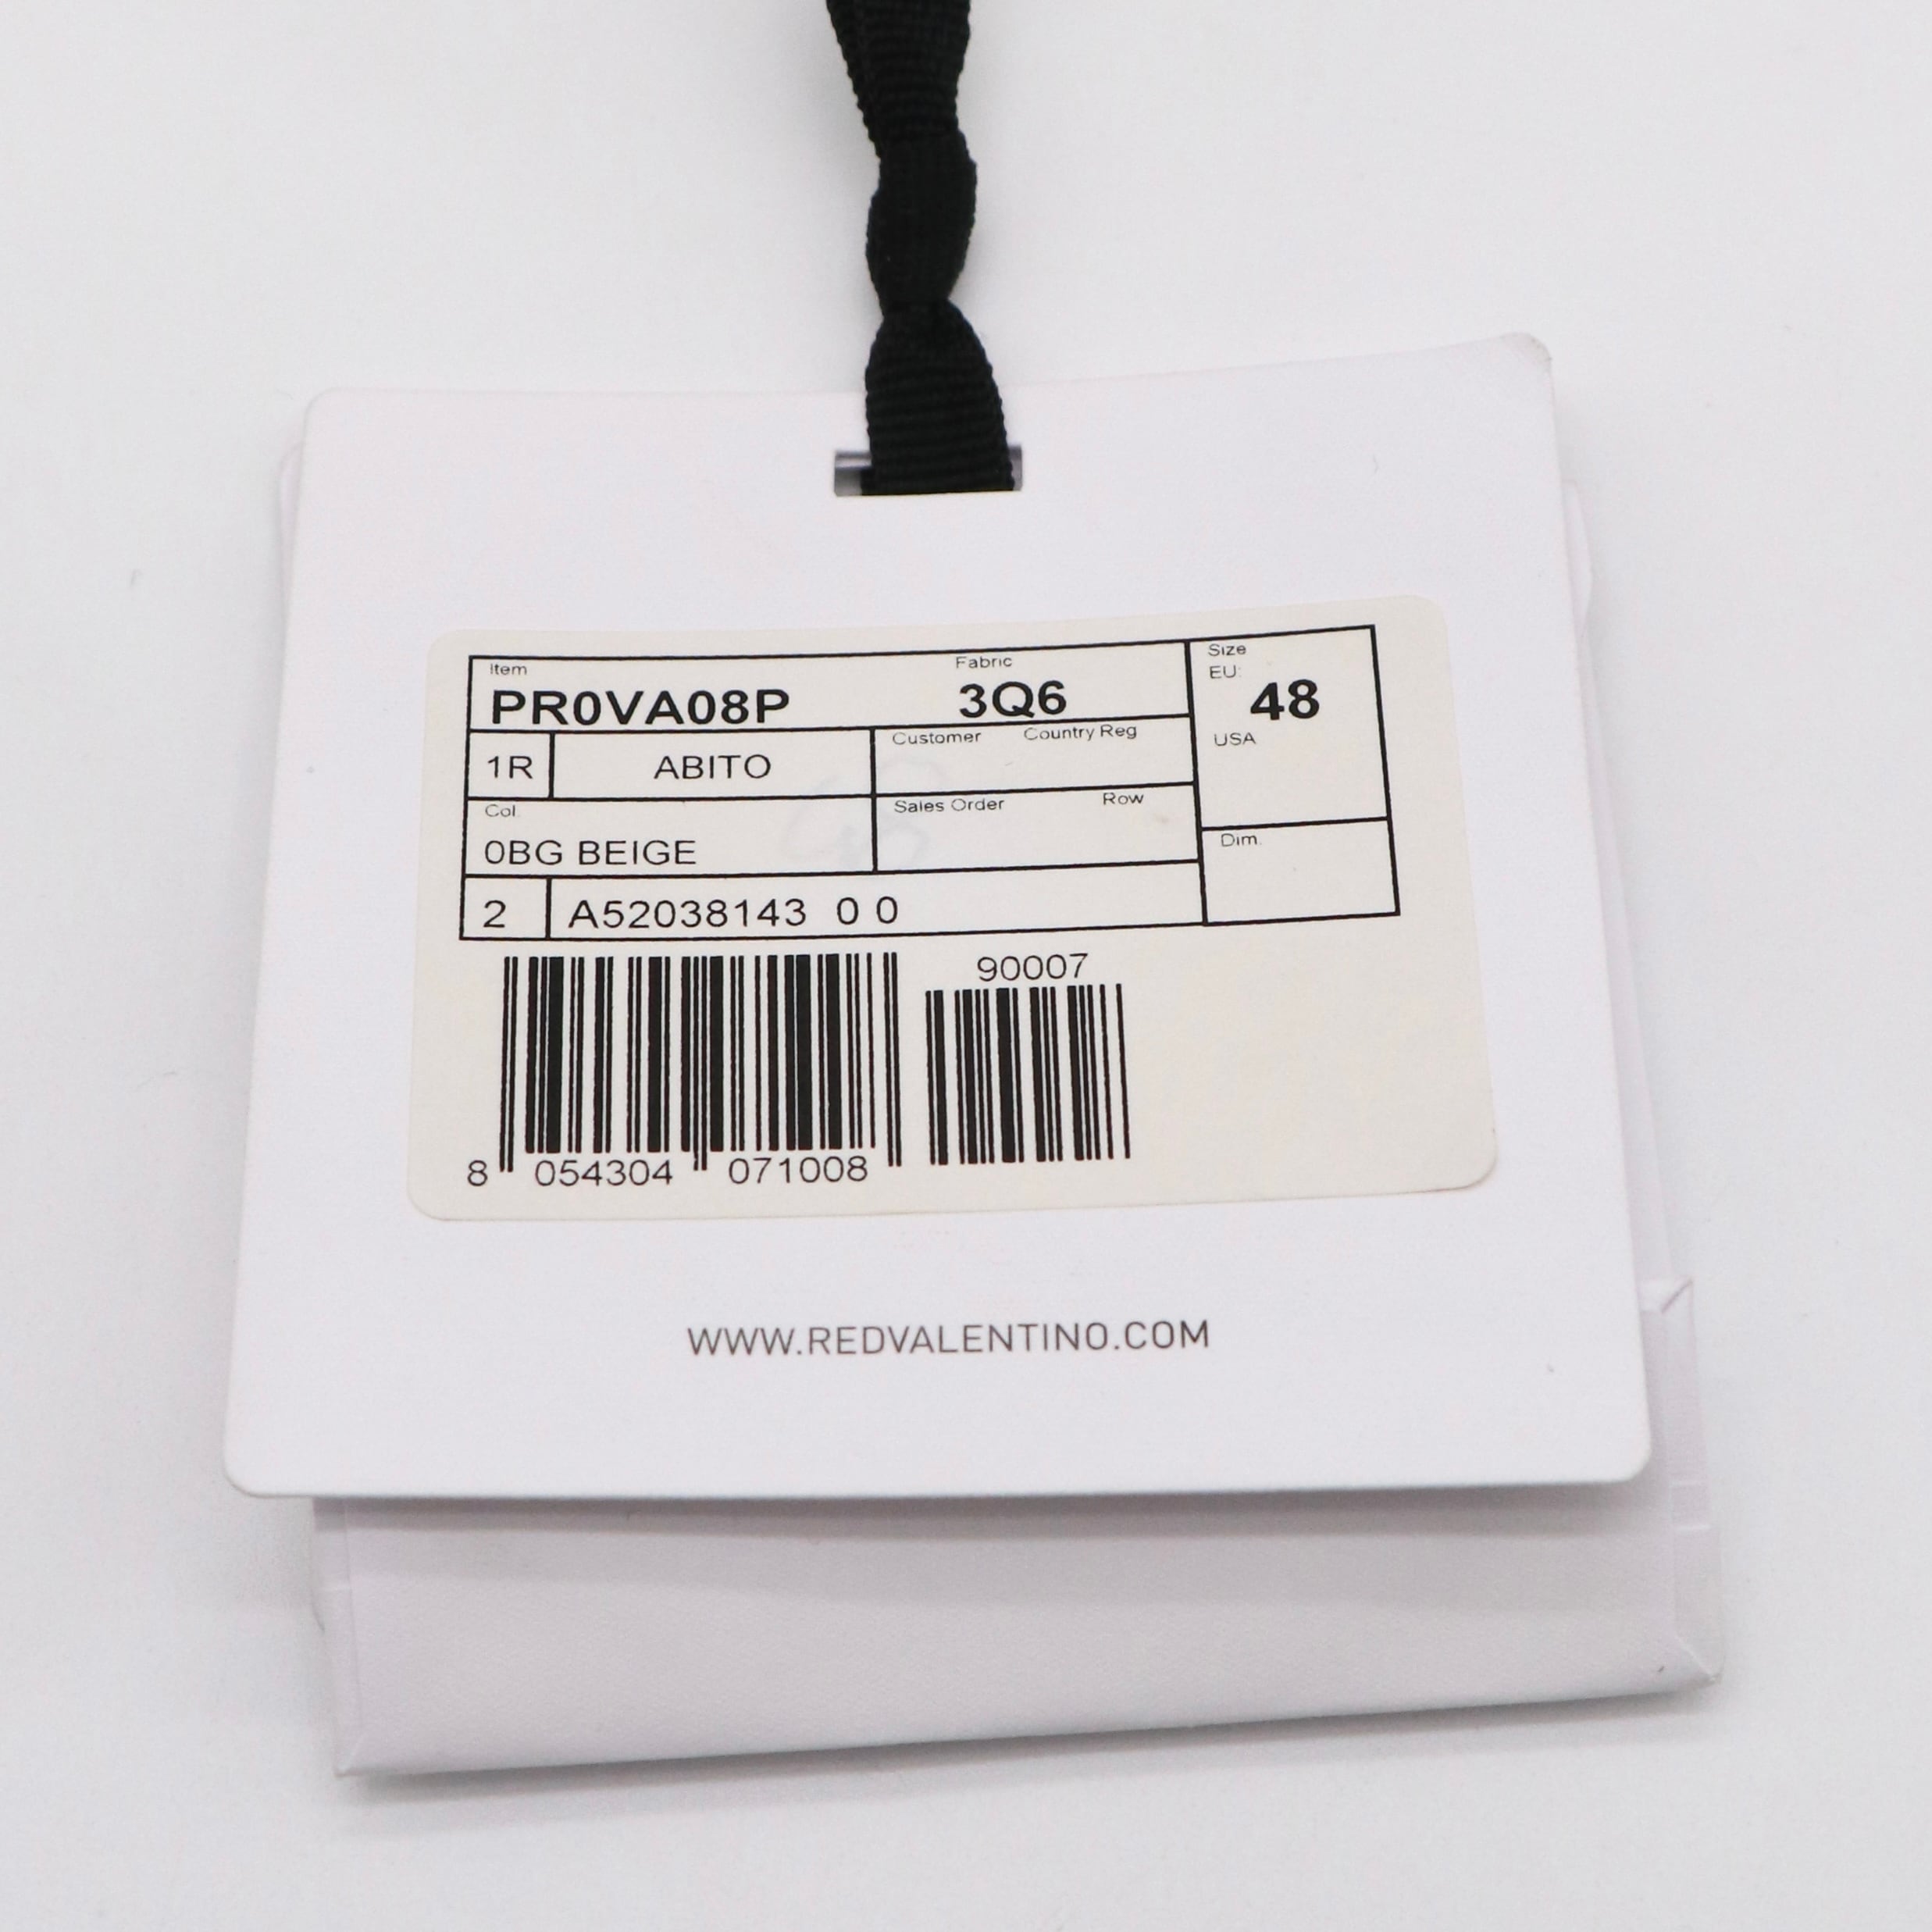 Item Fabric Size
PR0VA08P 3Q6 EU: 48
1R ABITO Customer Country Reg USA
Col.
0BG BEIGE Sales Order Row
Dim.
2 A52038143 0 0
90007
8 054304 071008
WWW.REDVALENTINO.COM